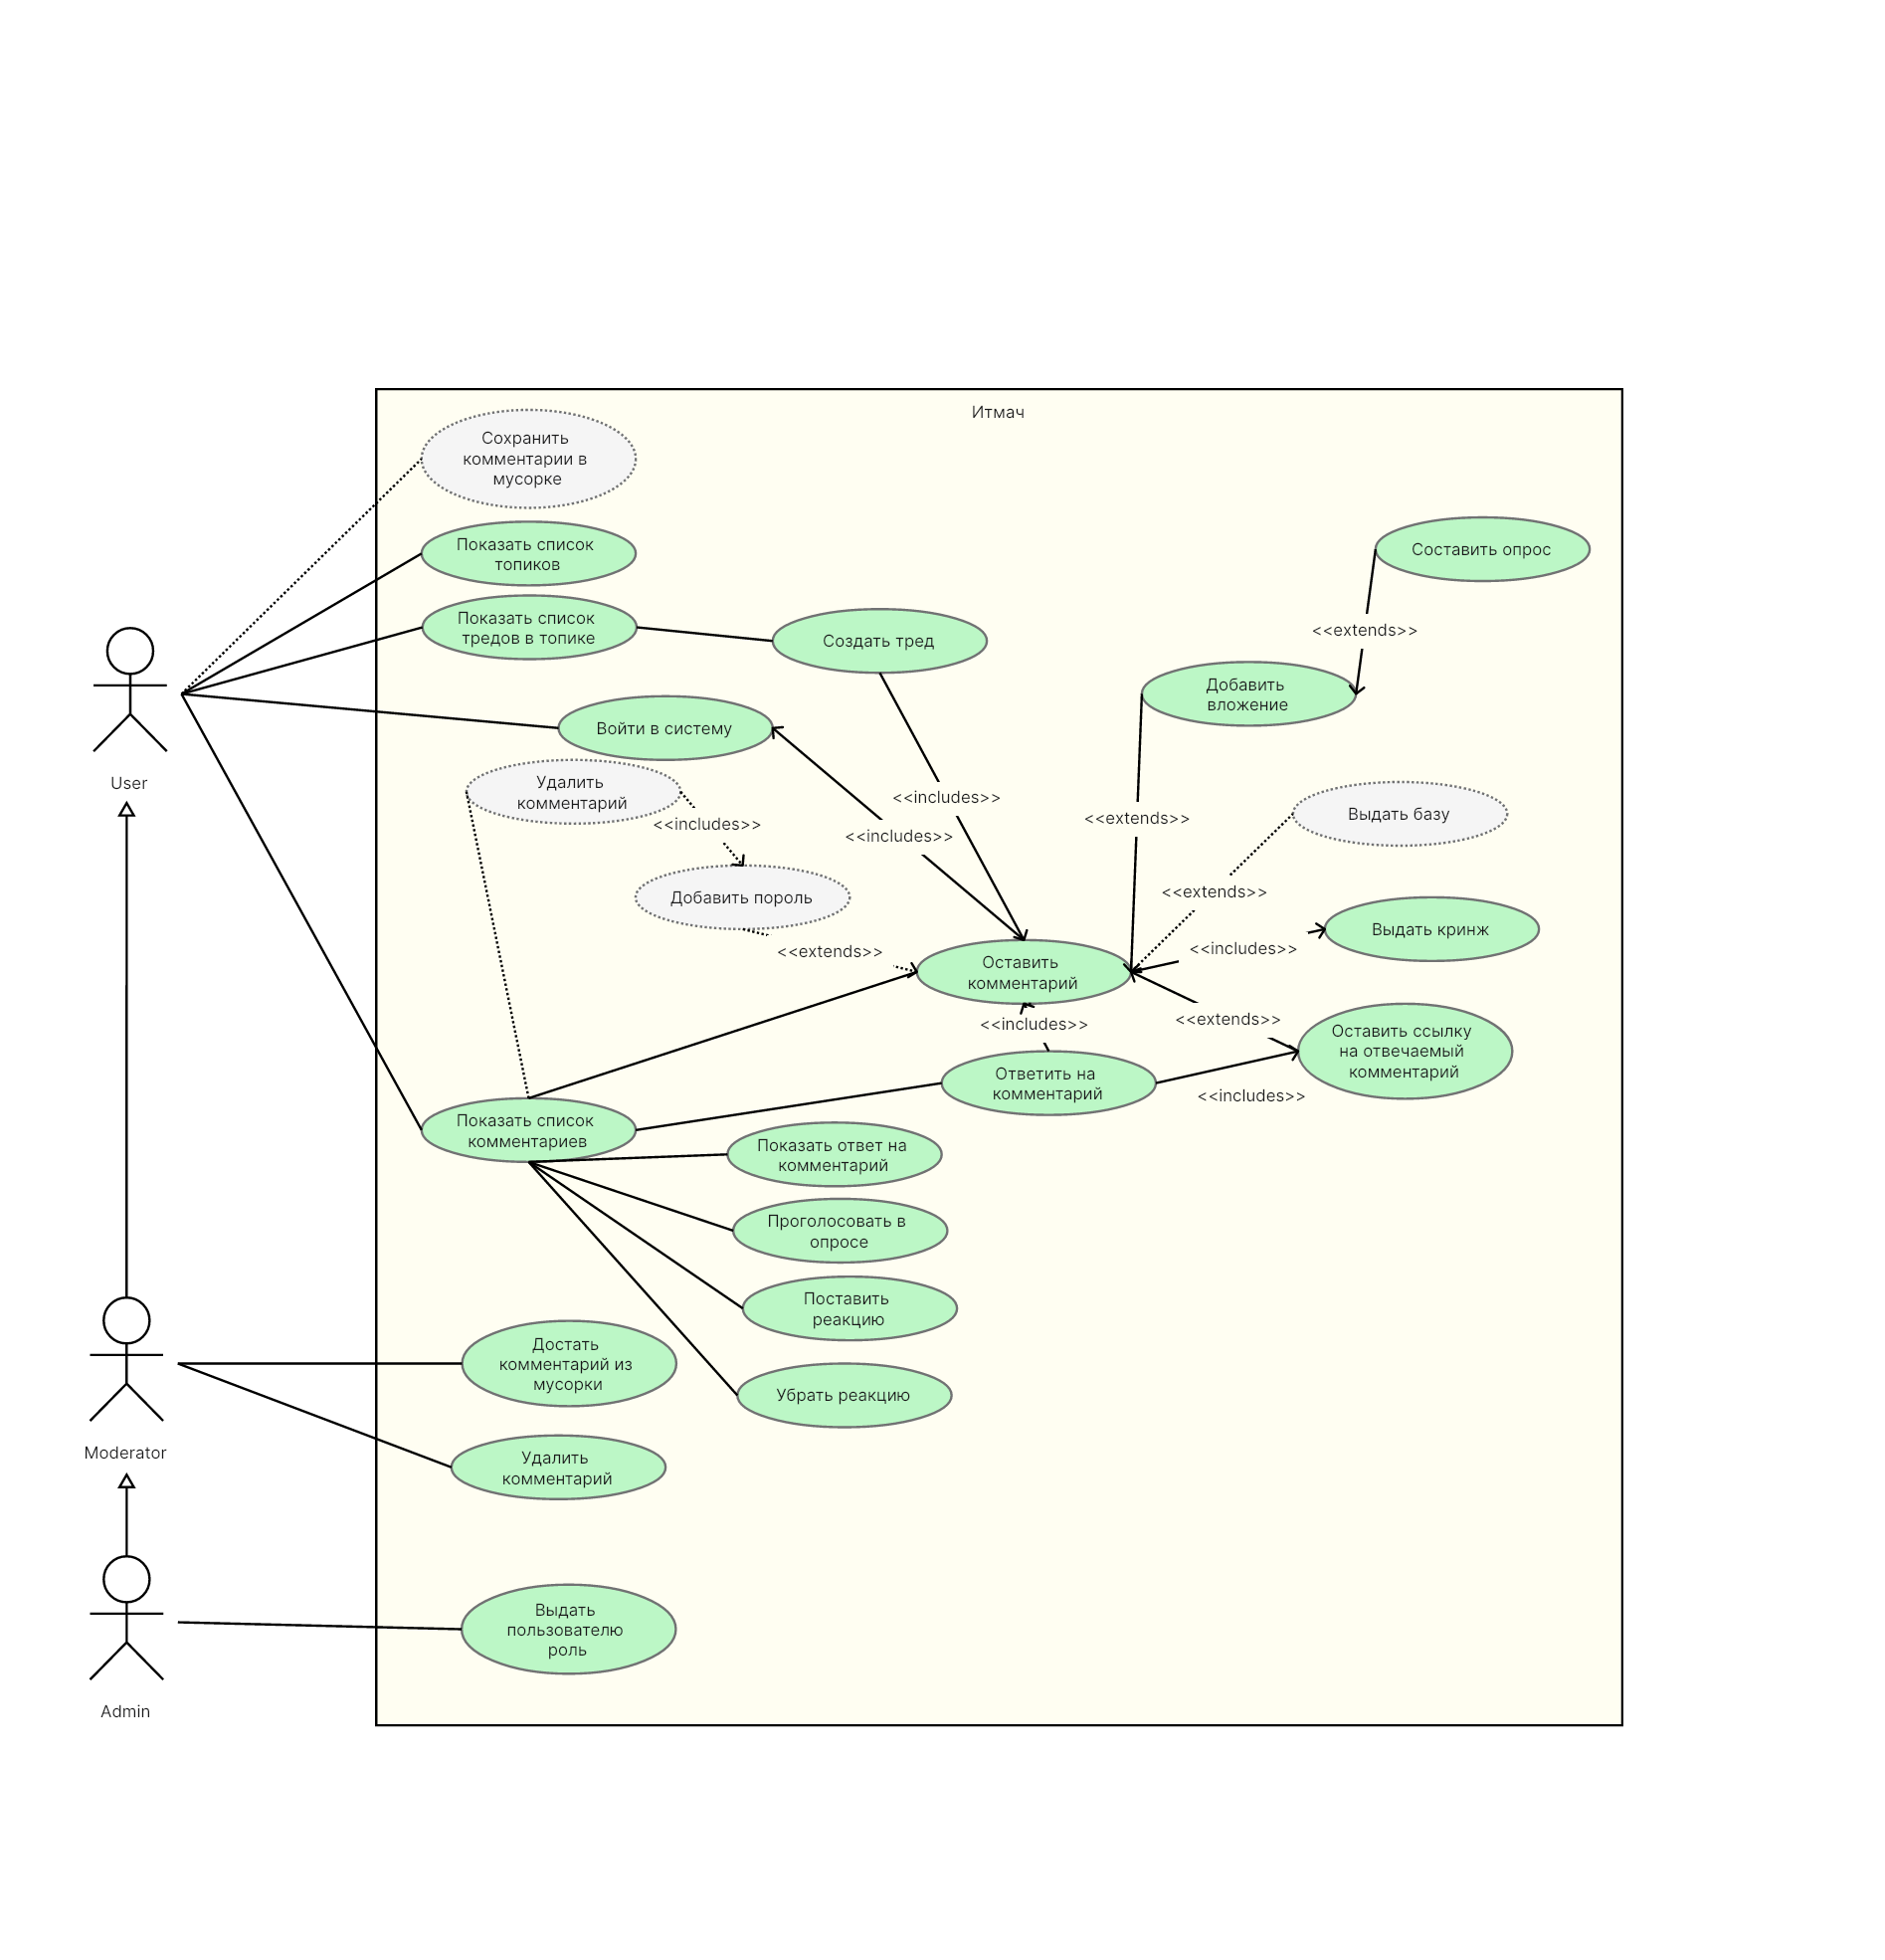 Итмач
Сохранить
комментарии в
мусорке
Показать список
топиков
Составить опрос
Показать список
тредов в топике
Создать тред
<<extends>>
Добавить
вложение
Войти в систему
User
Удалить
комментарий
<<includes>>
<<extends>>
Выдать базу
<<includes>>
<<includes>>
Добавить пороль
<<extends>>
Выдать кринж
<<extends>>
<<includes>>
Оставить
комментарий
<<includes>>
<<extends>>
Оставить ссылку
на отвечаемый
комментарий
Ответить на
комментарий
<<includes>>
Показать список
комментариев
Показать ответ на
комментарий
Проголосовать в
опросе
Поставить
реакцию
Достать
комментарий из
мусорки
Убрать реакцию
Moderator
Удалить
комментарий
Выдать
пользователю
роль
Admin